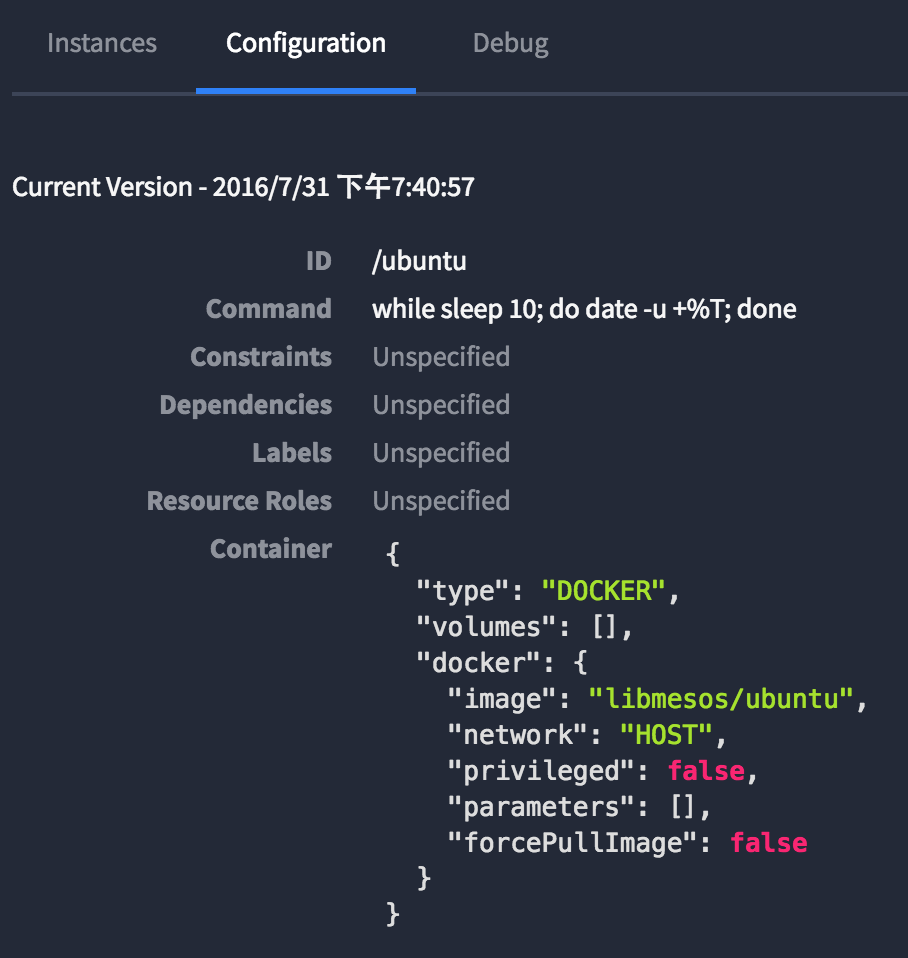 Instances Configuration Debug
Current Version - 2016/7/31 下午7:40:57
ID /ubuntu
Command while sleep 10; do date -u +%T; done
Constraints Unspecified
Dependencies Unspecified
Labels Unspecified
Resource Roles Unspecified
Container {
"type": "DOCKER",
"volumes": [],
"docker": {
"image": "libmesos/ubuntu",
"network": "HOST",
"privileged": false,
"parameters": [],
"forcePullImage": false
}
}